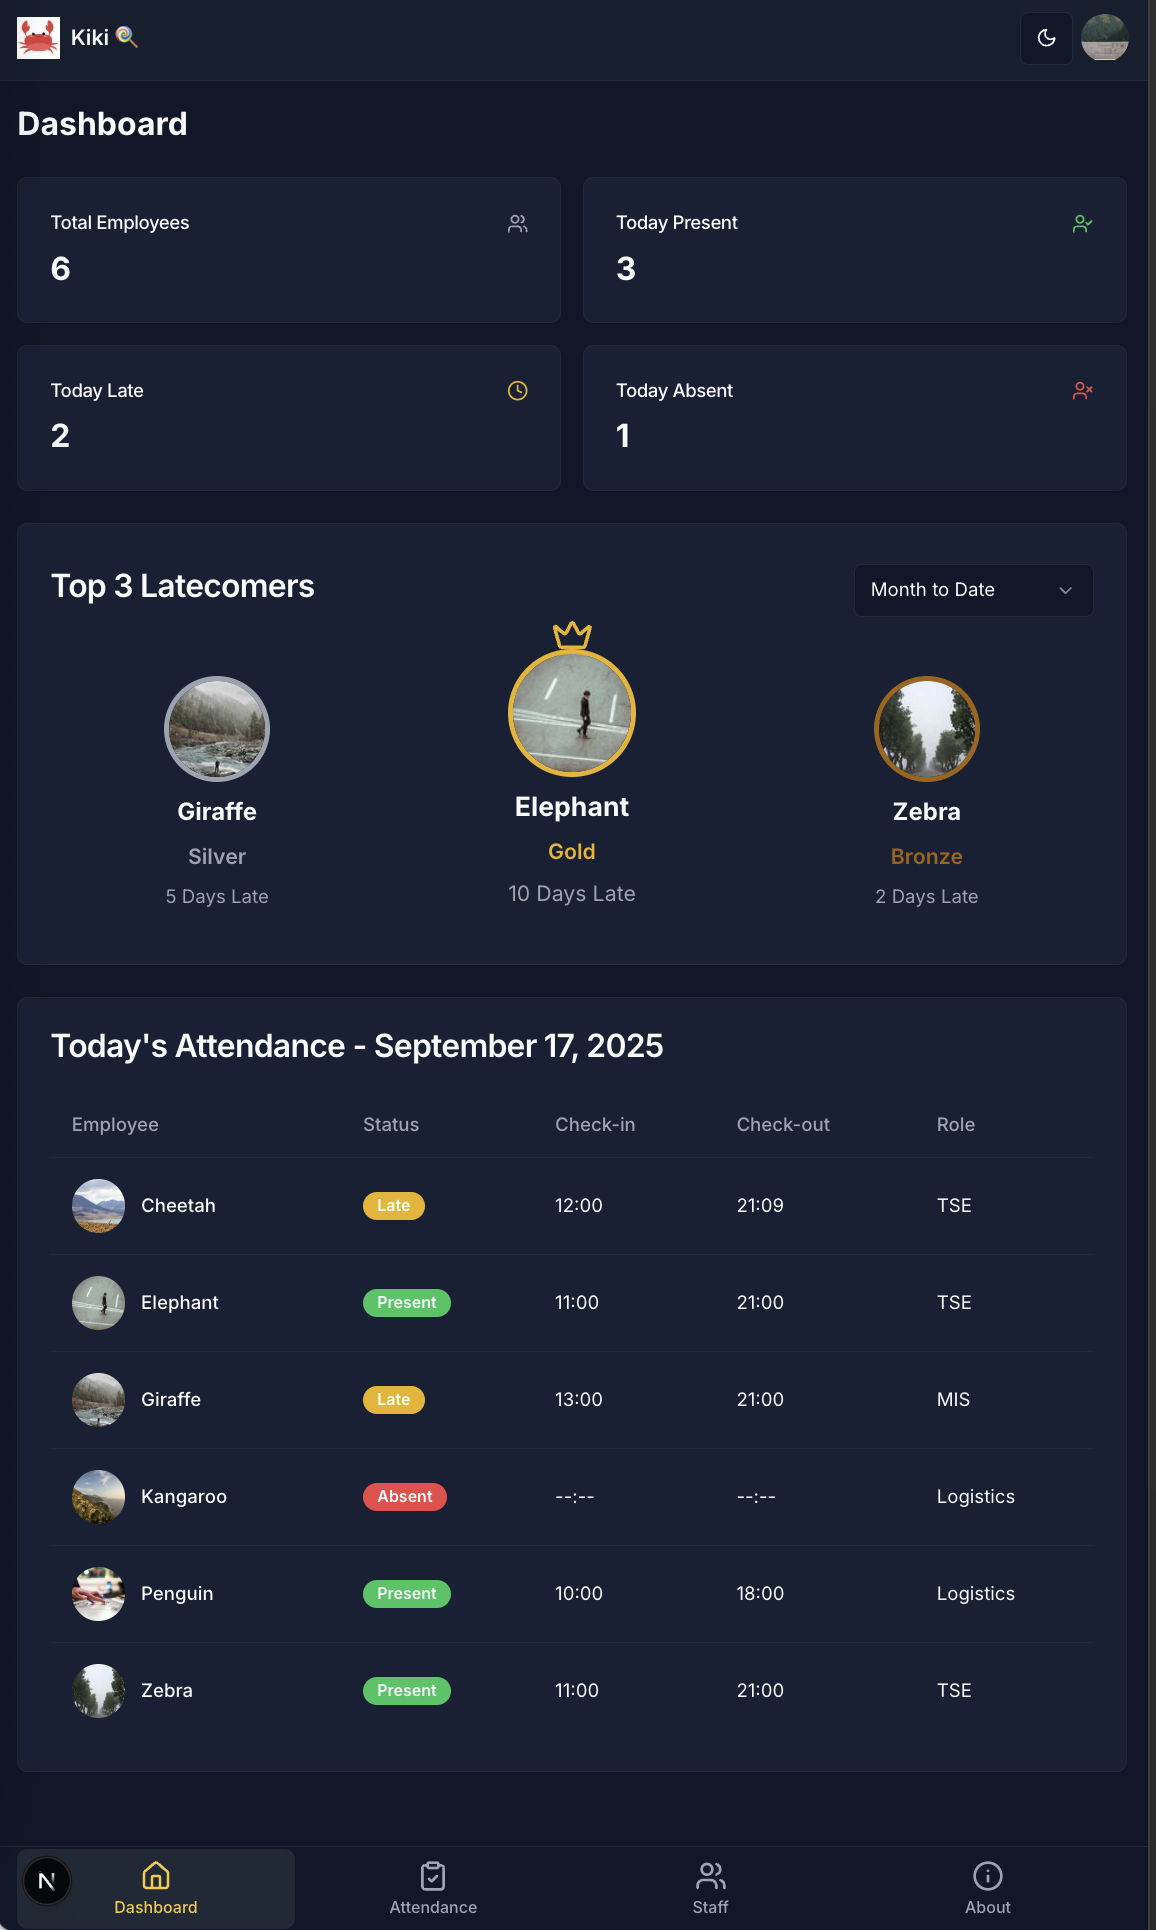 Kiki 🍭
Dashboard
Total Employees
6
Today Present
3
Today Late
2
Today Absent
1
Top 3 Latecomers
Month to Date
Giraffe
Silver
5 Days Late
Elephant
Gold
10 Days Late
Zebra
Bronze
2 Days Late
Today's Attendance - September 17, 2025
Employee Status Check-in Check-out Role
Cheetah Late 12:00 21:09 TSE
Elephant Present 11:00 21:00 TSE
Giraffe Late 13:00 21:00 MIS
Kangaroo Absent --:-- --:-- Logistics
Penguin Present 10:00 18:00 Logistics
Zebra Present 11:00 21:00 TSE
N
Dashboard Attendance Staff About